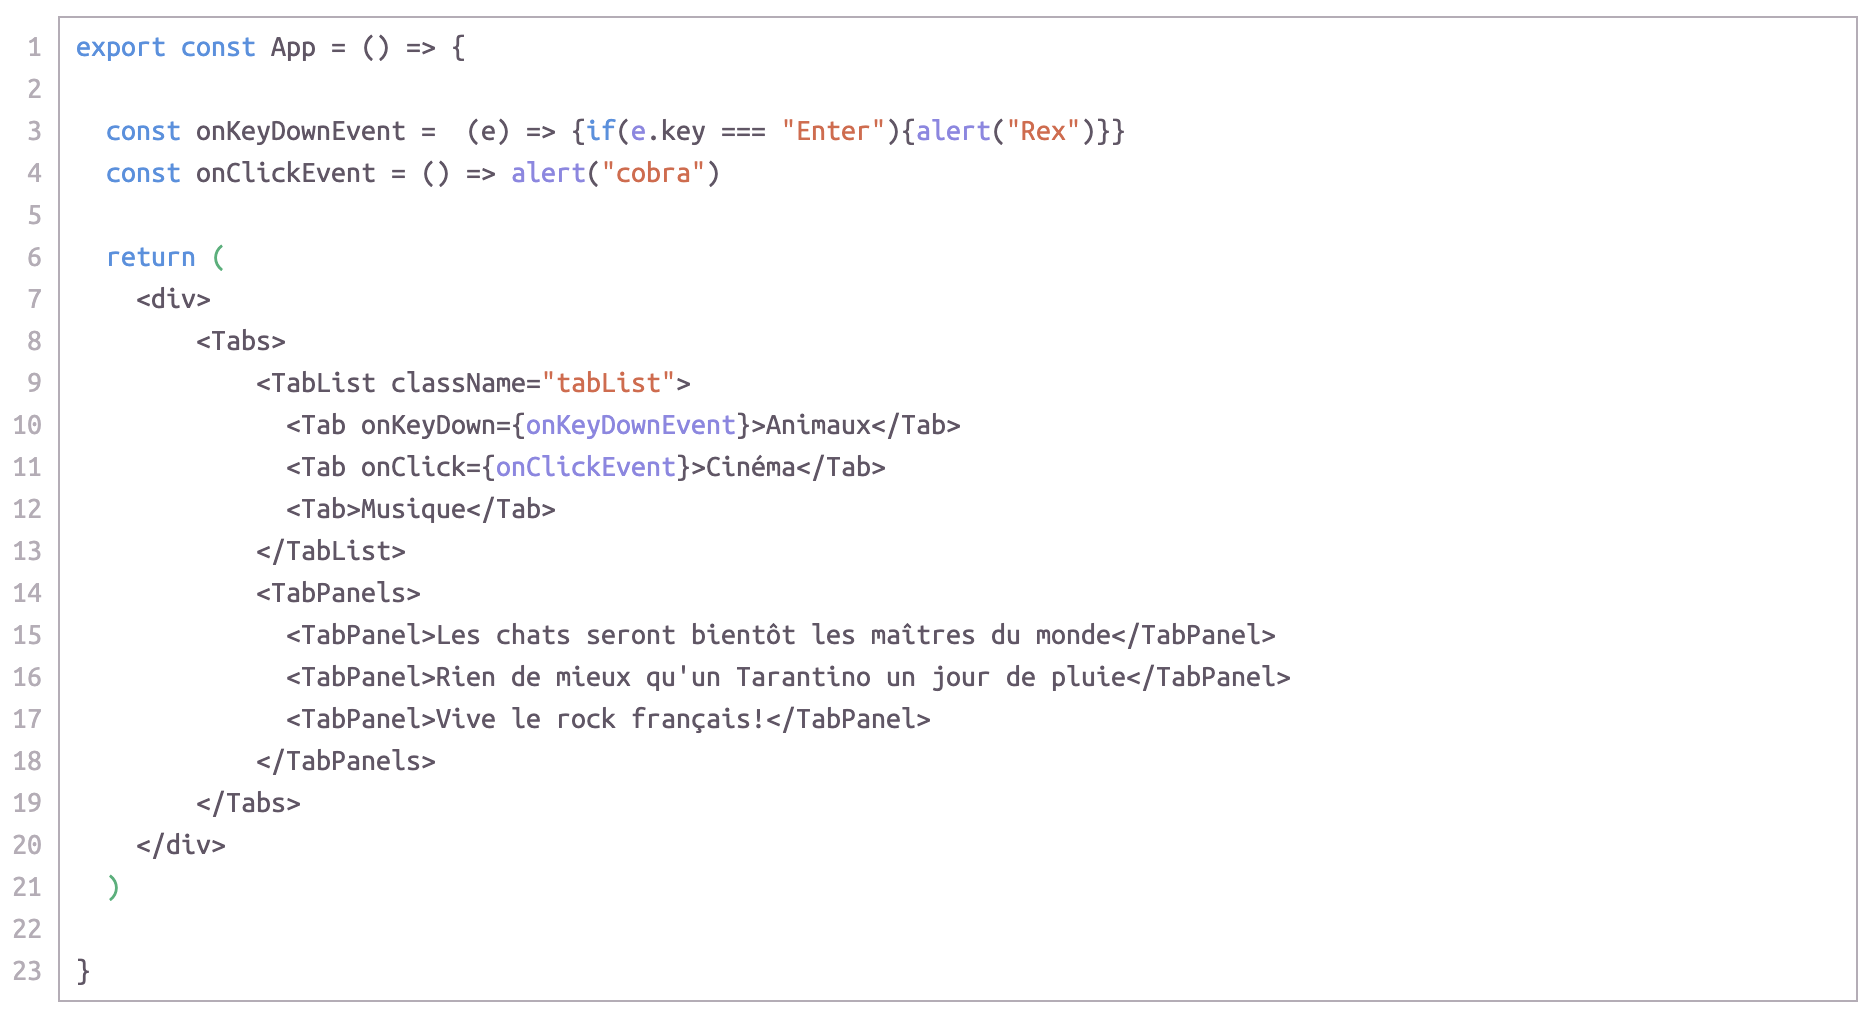 1 export const App = () => {
2
3   const onKeyDownEvent =  (e) => {if(e.key === "Enter"){alert("Rex")}}
4   const onClickEvent = () => alert("cobra")
5
6   return (
7     <div>
8         <Tabs>
9             <TabList className="tabList">
10               <Tab onKeyDown={onKeyDownEvent}>Animaux</Tab>
11               <Tab onClick={onClickEvent}>Cinéma</Tab>
12               <Tab>Musique</Tab>
13             </TabList>
14             <TabPanels>
15               <TabPanel>Les chats seront bientôt les maîtres du monde</TabPanel>
16               <TabPanel>Rien de mieux qu'un Tarantino un jour de pluie</TabPanel>
17               <TabPanel>Vive le rock français!</TabPanel>
18             </TabPanels>
19         </Tabs>
20     </div>
21   )
22
23 }